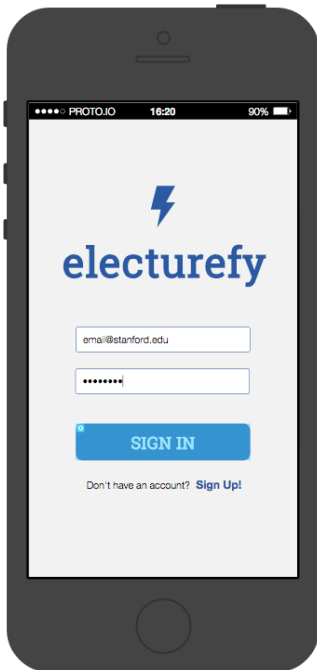 PROTO.IO 16:20 90%
electurefy
email@stanford.edu
••••••••
SIGN IN
Don't have an account? Sign Up!